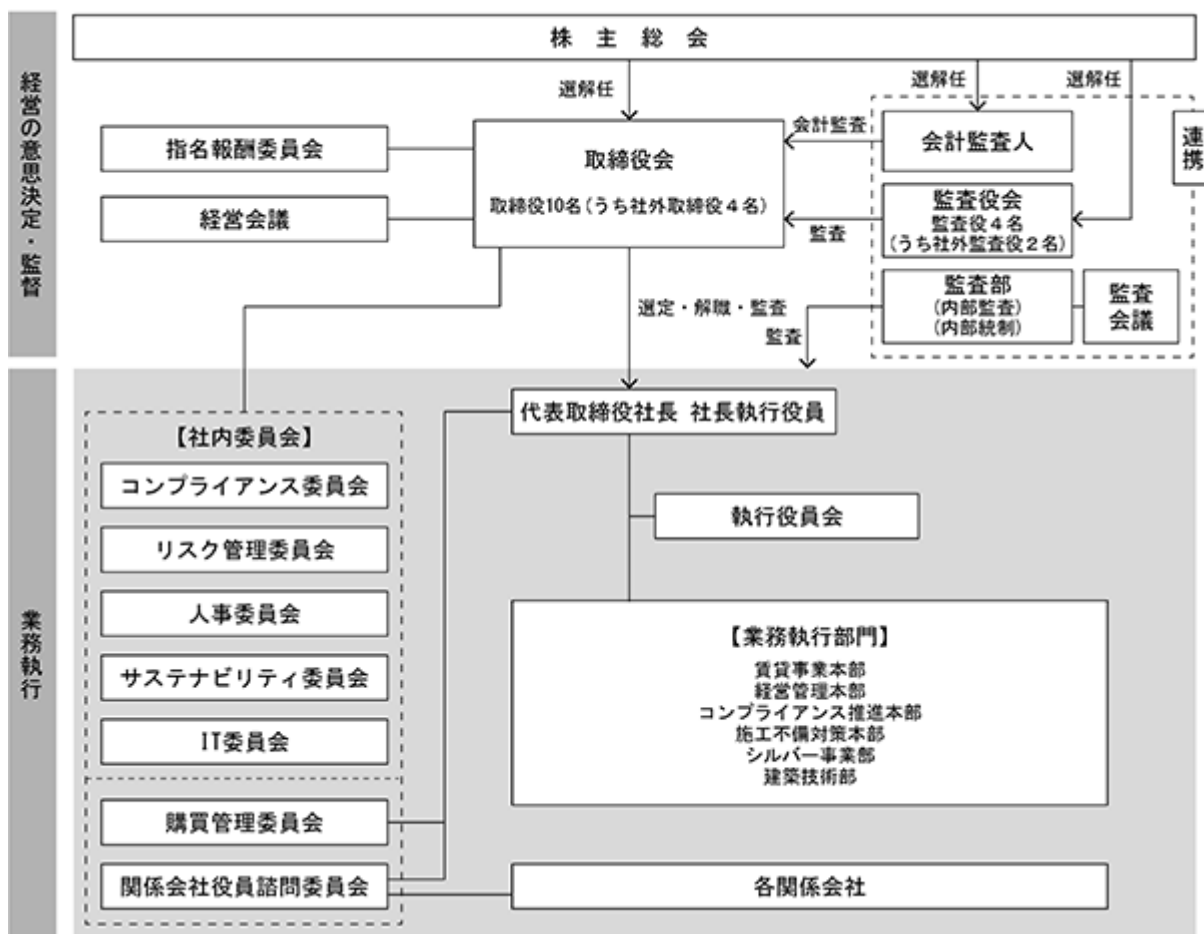 株 主 総 会
経営の意思決定・監督
選解任
選解任
選解任
指名報酬委員会
経営会議
取締役会
取締役10名(うち社外取締役4名)
会計監査
監査
会計監査人
監査役会
監査役4名
(うち社外監査役2名)
監査部
(内部監査)
(内部統制)
監査
会議
連携
選定・解職・監査
監査
業務執行
代表取締役社長 社長執行役員
執行役員会
【社内委員会】
コンプライアンス委員会
リスク管理委員会
人事委員会
サステナビリティ委員会
IT委員会
購買管理委員会
関係会社役員諮問委員会
【業務執行部門】
賃貸事業本部
経営管理本部
コンプライアンス推進本部
施工不備対策本部
シルバー事業部
建築技術部
各関係会社